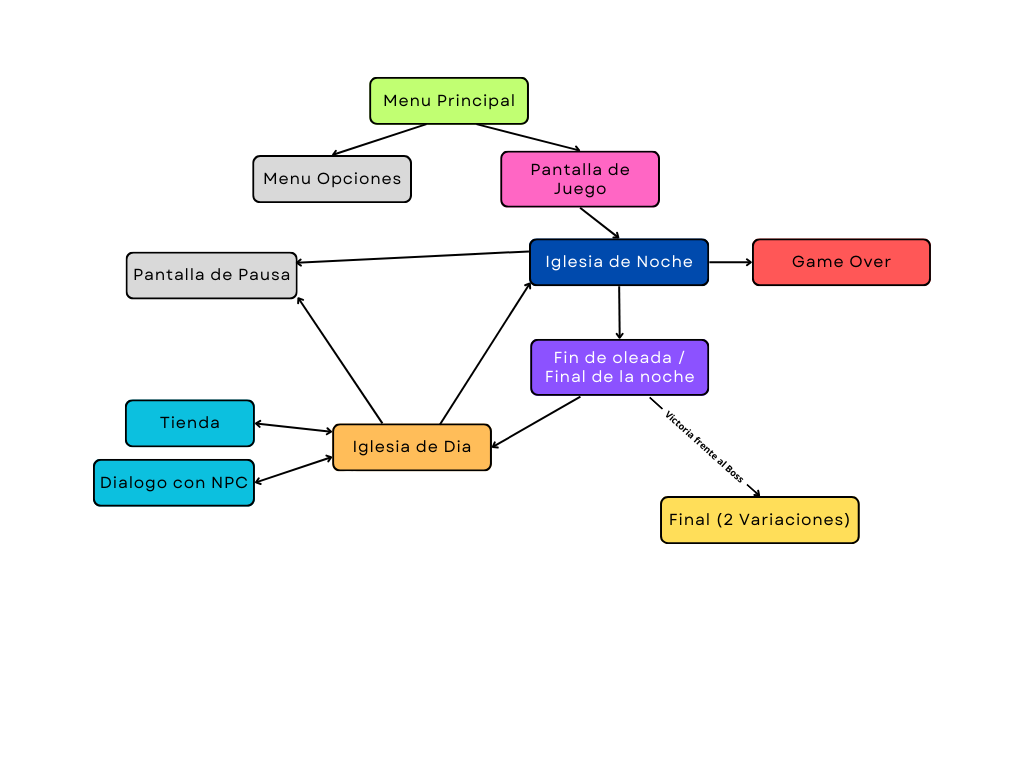 Menu Principal
Menu Opciones
Pantalla de
Juego
Iglesia de Noche
Game Over
Pantalla de Pausa
Fin de oleada /
Final de la noche
Tienda
Iglesia de Dia
Dialogo con NPC
Victoria frente al Boss
Final (2 Variaciones)